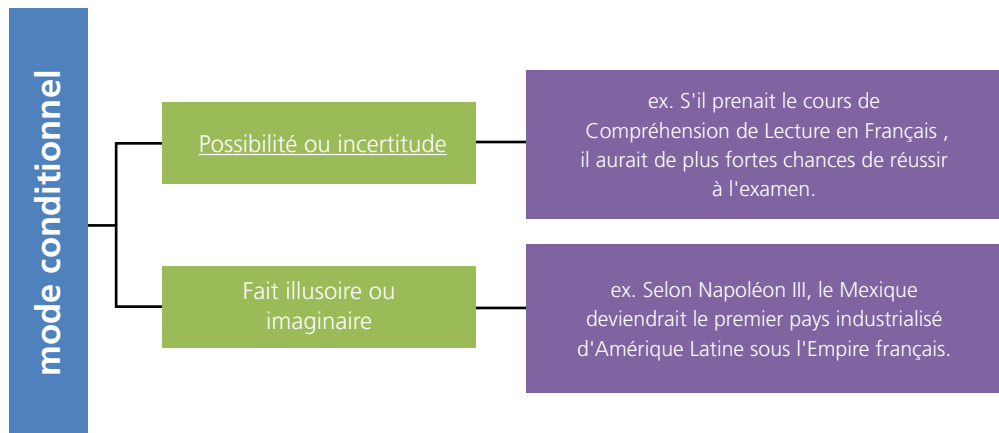 mode conditionnel
Possibilité ou incertitude
ex. S'il prenait le cours de
Compréhension de Lecture en Français ,
il aurait de plus fortes chances de réussir
à l'examen.
Fait illusoire ou
imaginaire
ex. Selon Napoléon III, le Mexique
deviendrait le premier pays industrialisé
d'Amérique Latine sous l'Empire français.